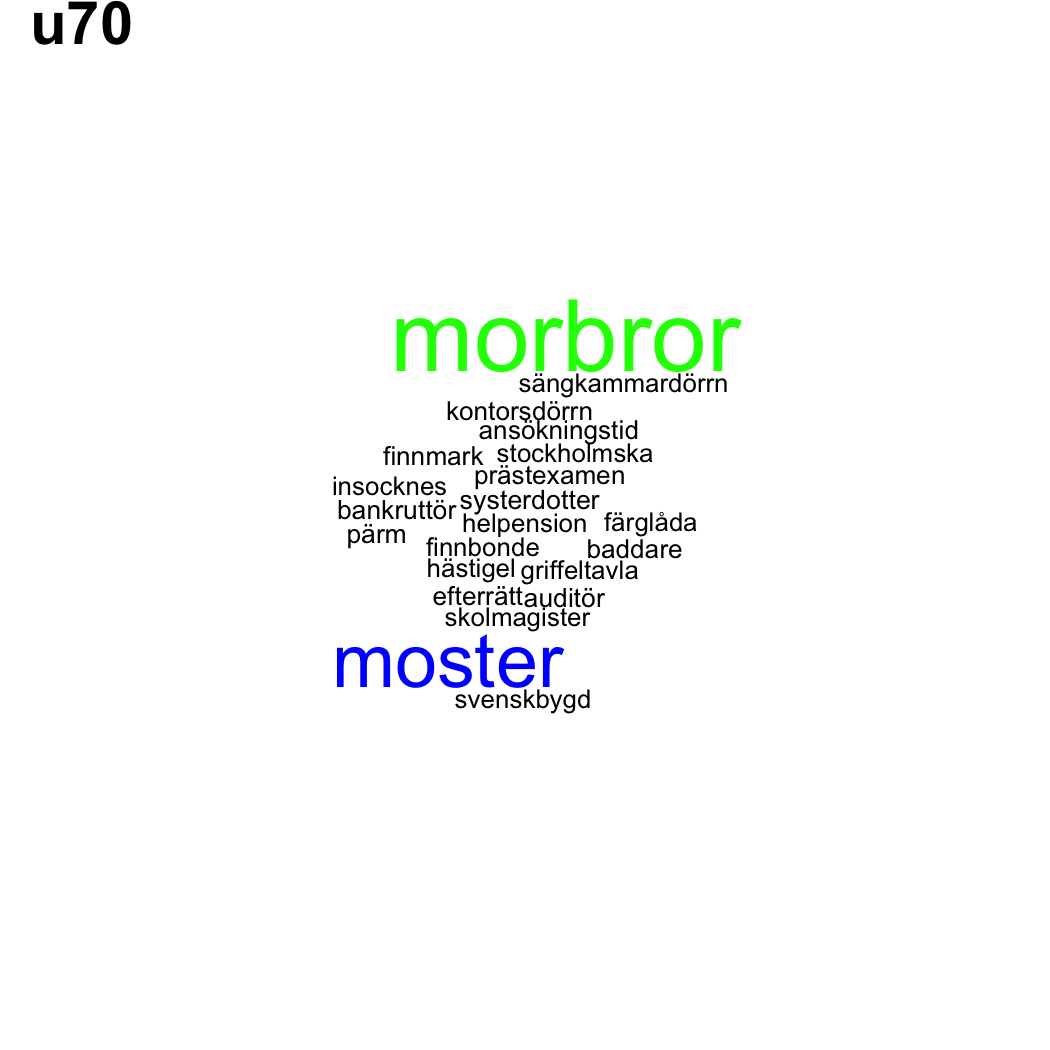 u70
morbror
sängkammardörrn
kontorsdörrn
ansökningstid
finnmark stockholmska
prästexamen
insocknes
bankruttör systerdotter
helpension färglåda
pärm
finnbonde baddare
hästigel griffeltavla
efterrätt auditör
skolmagister
moster
svenskbygd